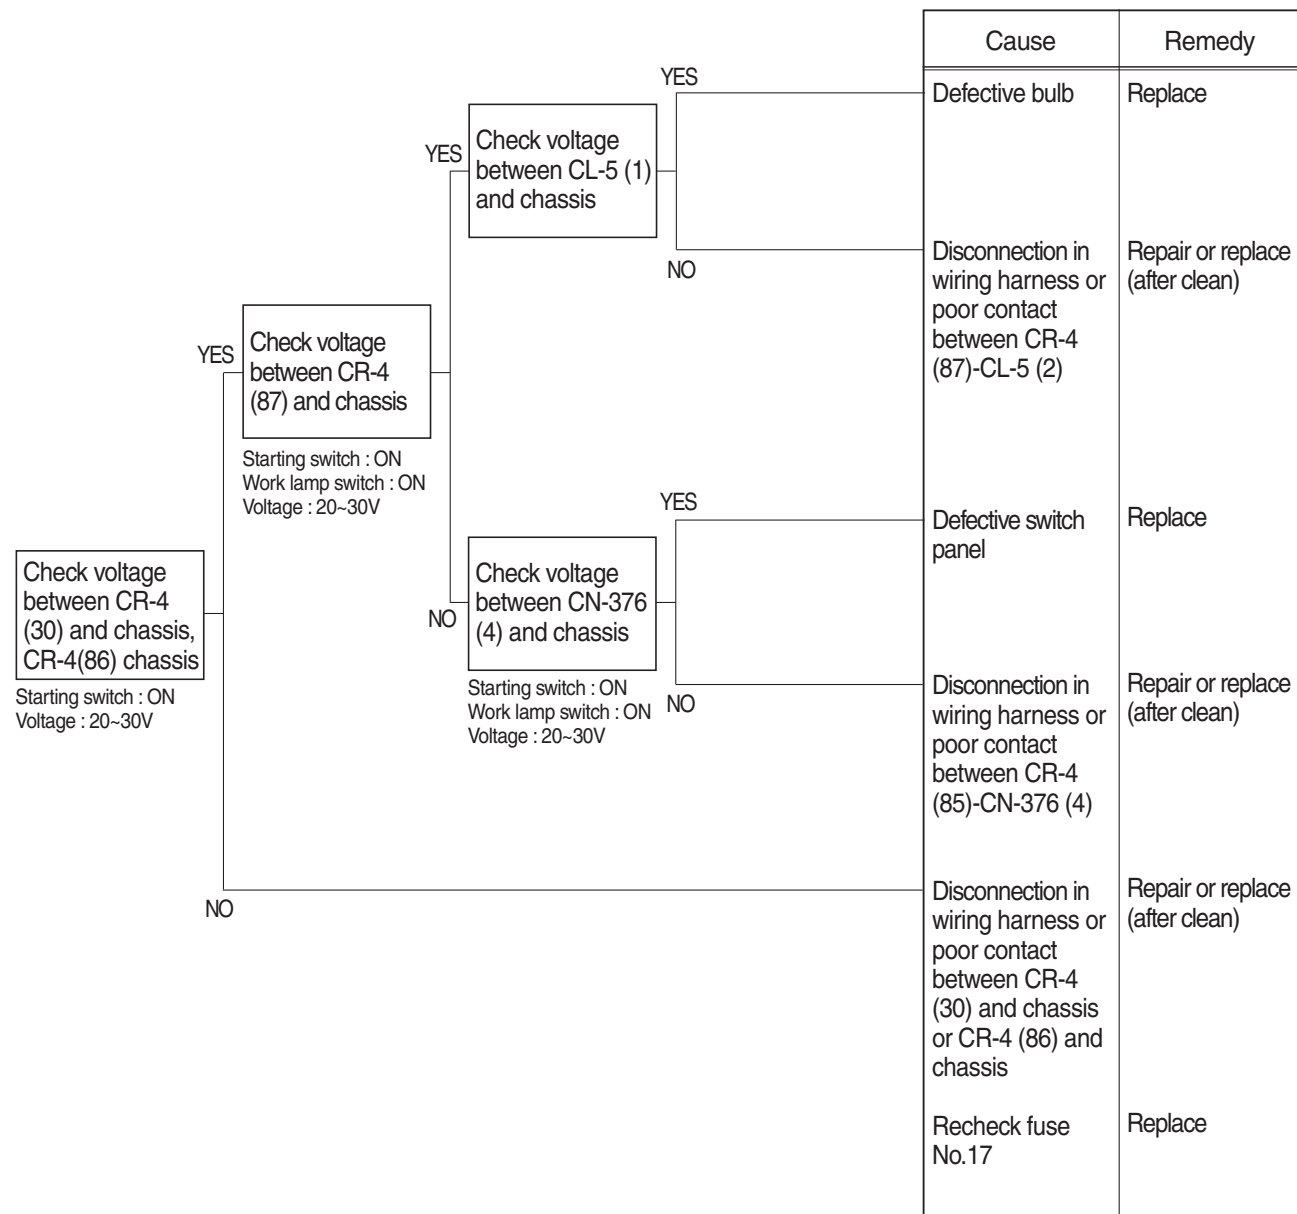 Cause
Remedy
YES
Defective bulb
Replace
YES
Check voltage
between CL-5 (1)
and chassis
NO
Disconnection in
wiring harness or
poor contact
between CR-4
(87)-CL-5 (2)
Repair or replace
(after clean)
YES
Check voltage
between CR-4
(87) and chassis
Starting switch : ON
Work lamp switch : ON
Voltage : 20~30V
YES
Defective switch
panel
Replace
Check voltage
between CR-4
(30) and chassis,
CR-4(86) chassis
Starting switch : ON
Voltage : 20~30V
NO
Check voltage
between CN-376
(4) and chassis
Starting switch : ON
Work lamp switch : ON
Voltage : 20~30V
NO
Disconnection in
wiring harness or
poor contact
between CR-4
(85)-CN-376 (4)
Repair or replace
(after clean)
NO
Disconnection in
wiring harness or
poor contact
between CR-4
(30) and chassis
or CR-4 (86) and
chassis
Repair or replace
(after clean)
Recheck fuse
No.17
Replace